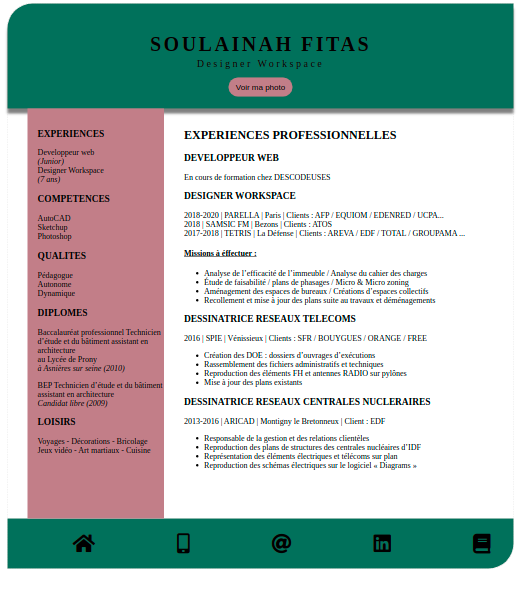 SOULAINAH FITAS
Designer Workspace
Voir ma photo
EXPERIENCES
Developpeur web
(Junior)
Designer Workspace
(7 ans)
COMPETENCES
AutoCAD
Sketchup
Photoshop
QUALITES
Pédagogue
Autonome
Dynamique
DIPLOMES
Baccalauréat professionnel Technicien
d'étude et du bâtiment assistant en
architecture
au Lycée de Prony
à Asnières sur seine (2010)
BEP Technicien d'étude et du bâtiment
assistant en architecture
Candidat libre (2009)
LOISIRS
Voyages - Décorations - Bricolage
Jeux vidéo - Art martiaux - Cuisine
EXPERIENCES PROFESSIONNELLES
DEVELOPPEUR WEB
En cours de formation chez DESCODEUSES
DESIGNER WORKSPACE
2018-2020 | PARELLA | Paris | Clients : AFP / EQUIOM / EDENRED / UCPA...
2018 | SAMSIC FM | Bezons | Clients : ATOS
2017-2018 | TETRIS | La Défense | Clients : AREVA / EDF / TOTAL / GROUPAMA ...
Missions à éffectuer :
• Analyse de l'efficacité de l'immeuble / Analyse du cahier des charges
• Étude de faisabilité / plans de phasages / Micro & Micro zoning
• Aménagement des espaces de bureaux / Créations d'espaces collectifs
• Recollement et mise à jour des plans suite au travaux et déménagements
DESSINATRICE RESEAUX TELECOMS
2016 | SPIE | Vénissieux | Clients : SFR / BOUYGUES / ORANGE / FREE
• Création des DOE : dossiers d'ouvrages d'exécutions
• Rassemblement des fichiers administratifs et techniques
• Reproduction des éléments FH et antennes RADIO sur pylônes
• Mise à jour des plans existants
DESSINATRICE RESEAUX CENTRALES NUCLERAIRES
2013-2016 | ARICAD | Montigny le Bretonneux | Client : EDF
• Responsable de la gestion et des relations clientèles
• Reproduction des plans de structures des centrales nucléaires d'IDF
• Représentation des éléments électriques et télécoms sur plan
• Reproduction des schémas électriques sur le logiciel « Diagrams »